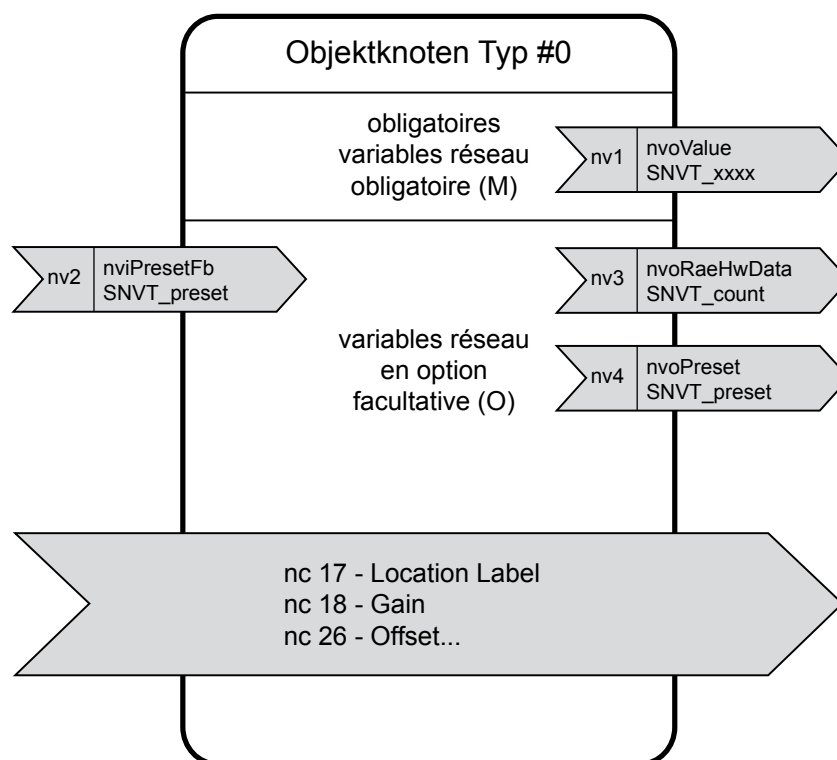 Objektknoten Typ #0
obligatoires
variables réseau
obligatoire (M)
nv1
nvoValue
SNVT_xxxx
nv2
nviPresetFb
SNVT_preset
nv3
nvoRaeHwData
SNVT_count
variables réseau
en option
facultative (O)
nv4
nvoPreset
SNVT_preset
nc 17 - Location Label
nc 18 - Gain
nc 26 - Offset...